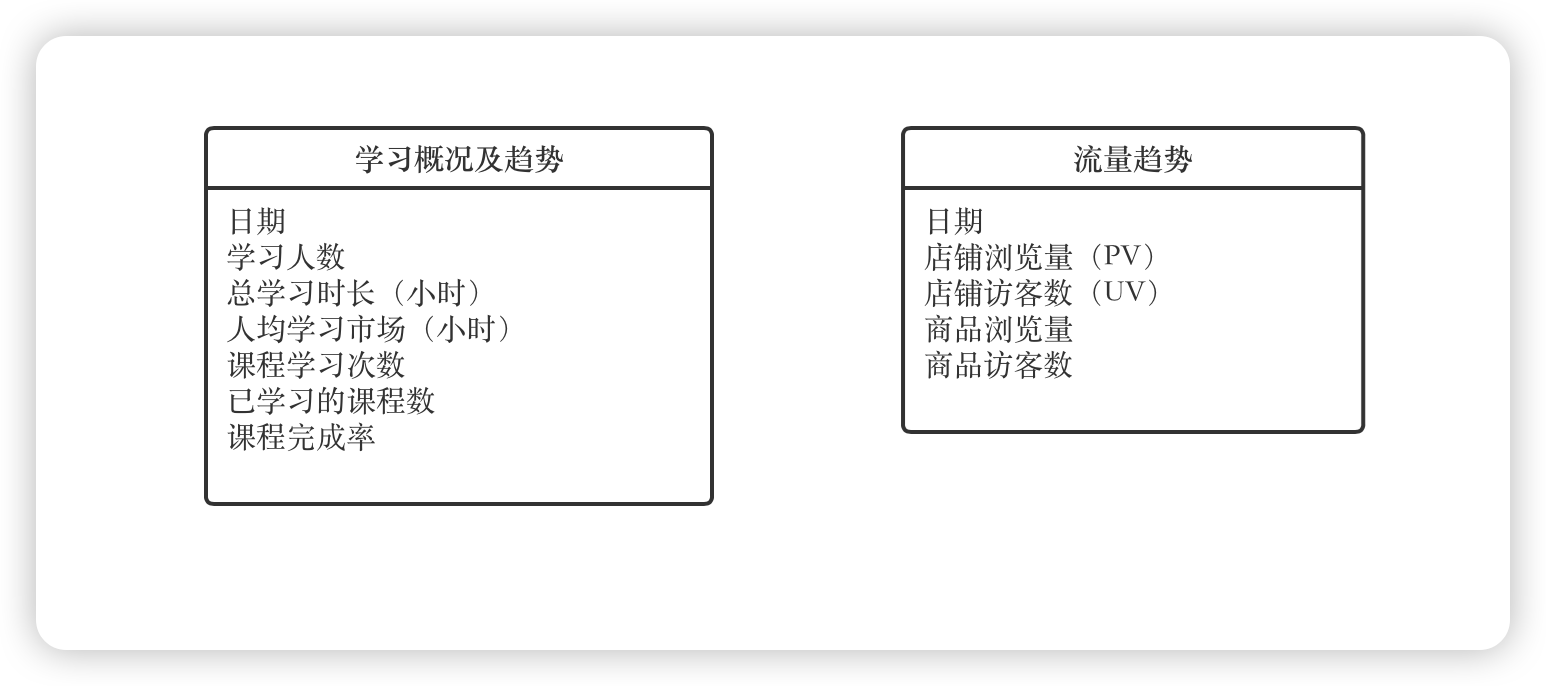 学习概况及趋势
日期
学习人数
总学习时长（小时）
人均学习市场（小时）
课程学习次数
已学习的课程数
课程完成率
流量趋势
日期
店铺浏览量（PV）
店铺访客数（UV）
商品浏览量
商品访客数